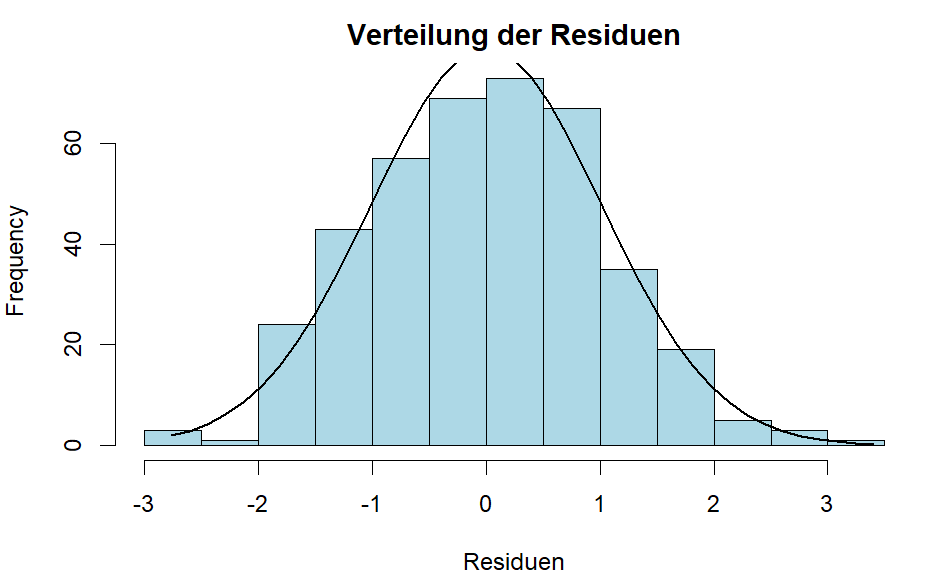 Verteilung der Residuen
Frequency
60
40
20
0
-3 -2 -1 0 1 2 3
Residuen